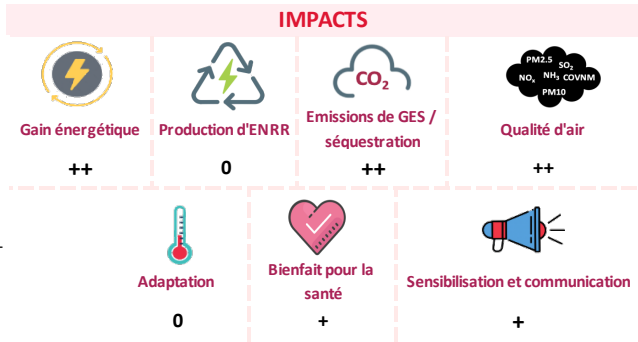 IMPACTS
PM2.5 SO₂
NOₓ NH₃ COVNM
PM10
CO₂
Gain énergétique
Production d'ENRR
Emissions de GES /
séquestration
Qualité d'air
++
0
++
++
Adaptation
Bienfait pour la
santé
Sensibilisation et communication
0
+
+